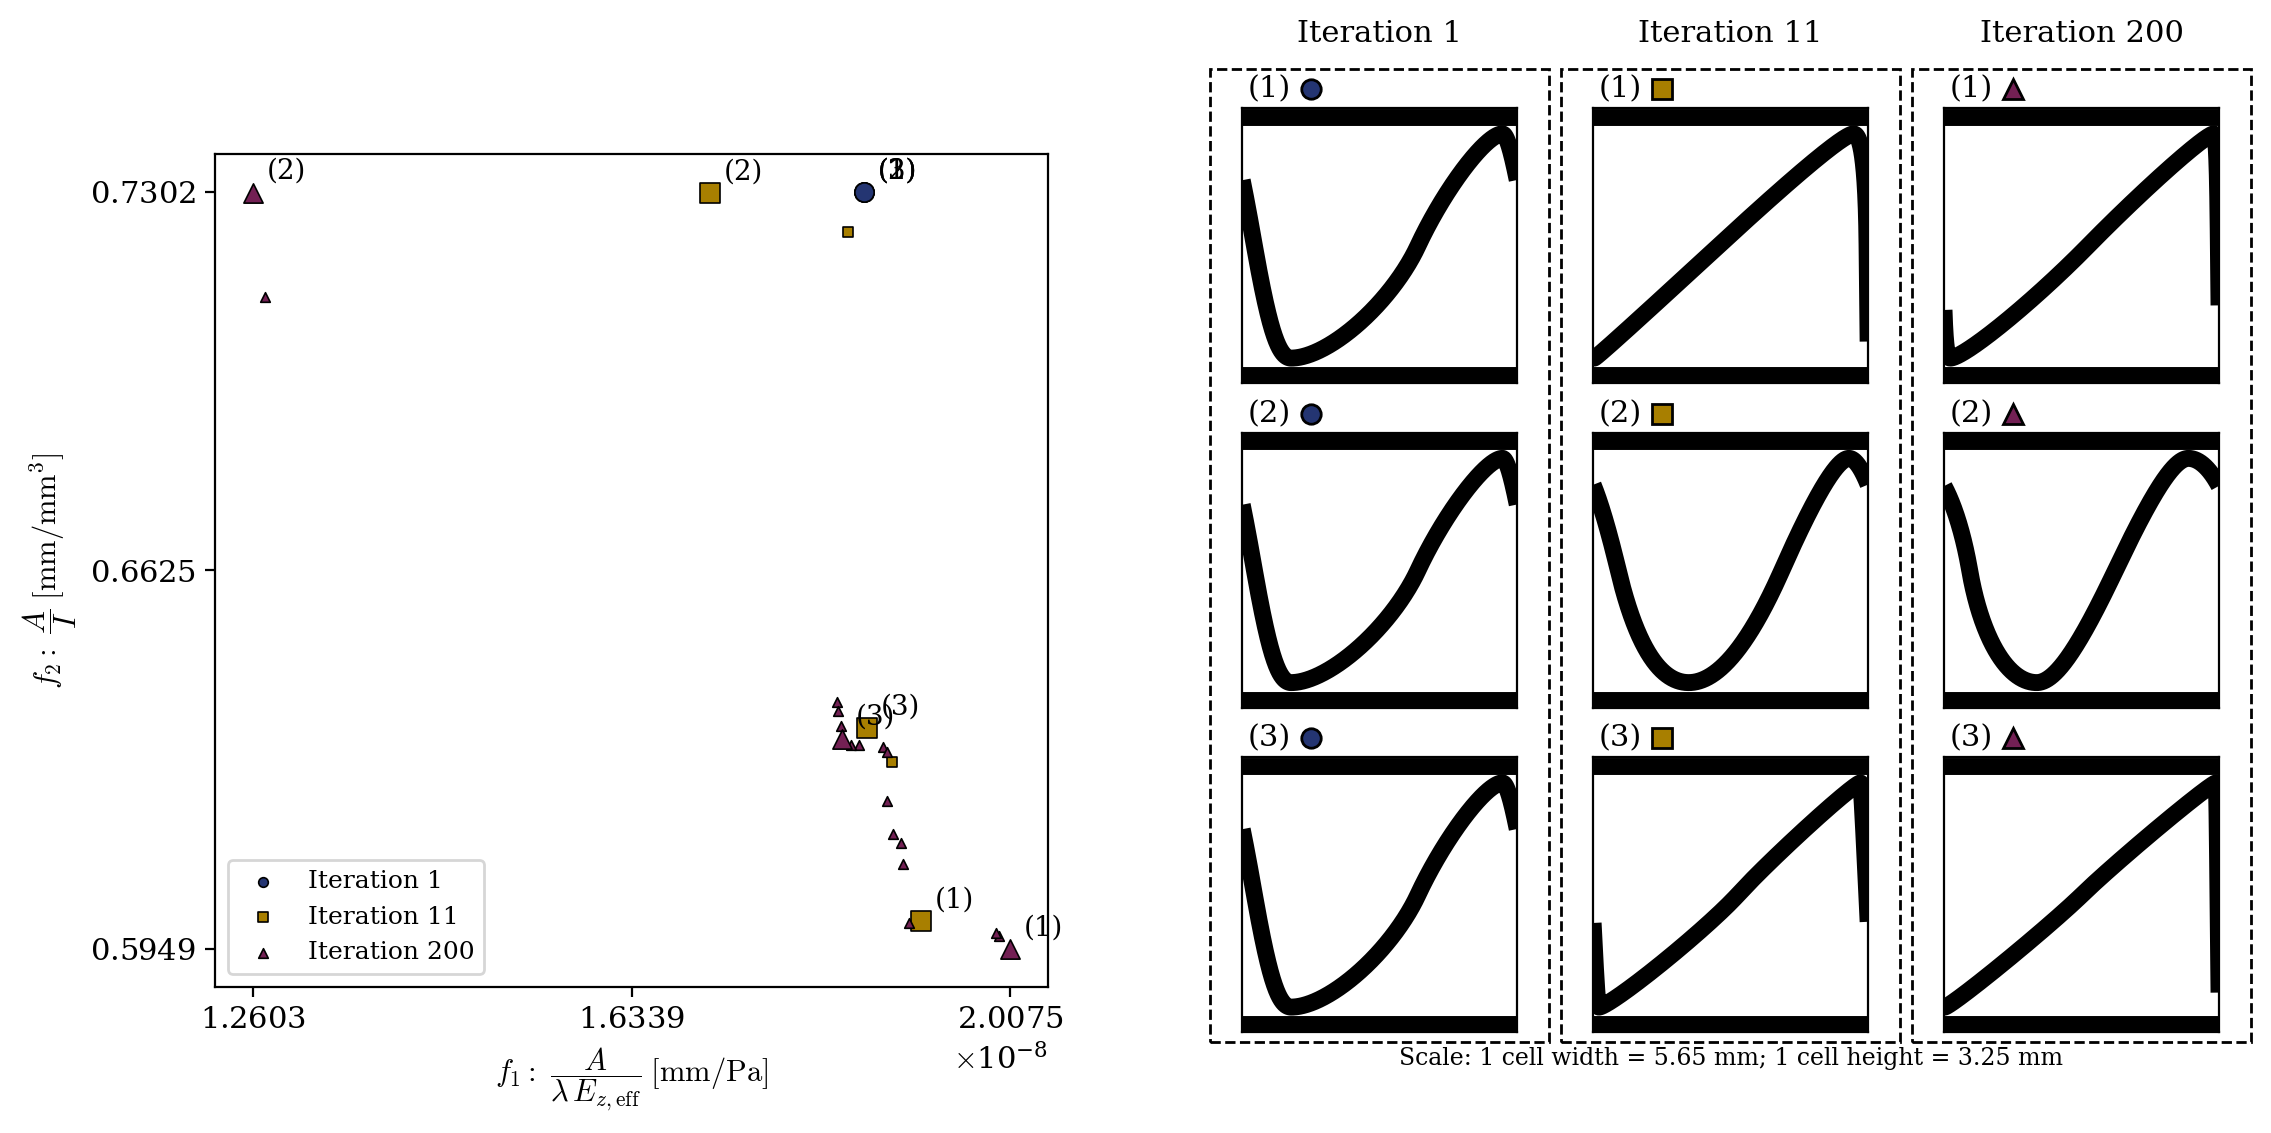 Iteration 1
Iteration 11
Iteration 200
(1)
(1)
(1)
(2)
(2)
(2)
(3)
(3)
(3)
Scale: 1 cell width = 5.65 mm; 1 cell height = 3.25 mm
(2)
(2)
(3)
(3)
(1)
(1)
0.7302
0.6625
0.5949
f₂ : A/I [mm/mm³]
Iteration 1
Iteration 11
Iteration 200
1.2603
1.6339
2.0075
×10⁻⁸
f₁ : A/(λ E_{z, eff}) [mm/Pa]